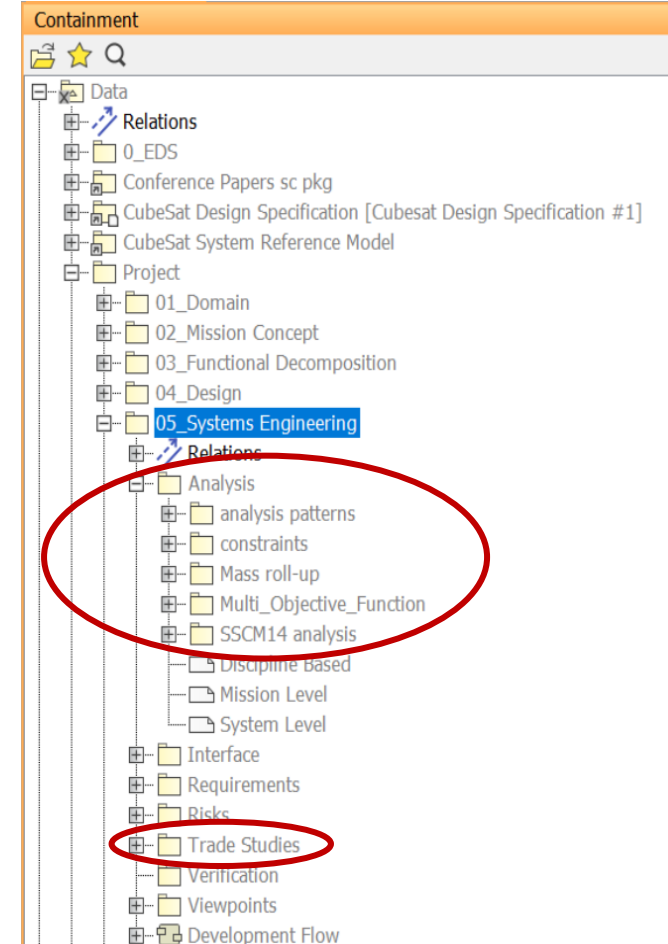 Containment
Data
Relations
0_EDS
Conference Papers sc pkg
CubeSat Design Specification [Cubesat Design Specification #1]
CubeSat System Reference Model
Project
01_Domain
02_Mission Concept
03_Functional Decomposition
04_Design
05_Systems Engineering
Relations
Analysis
analysis patterns
constraints
Mass roll-up
Multi_Objective_Function
SSCM14 analysis
Discipline Based
Mission Level
System Level
Interface
Requirements
Risks
Trade Studies
Verification
Viewpoints
Development Flow